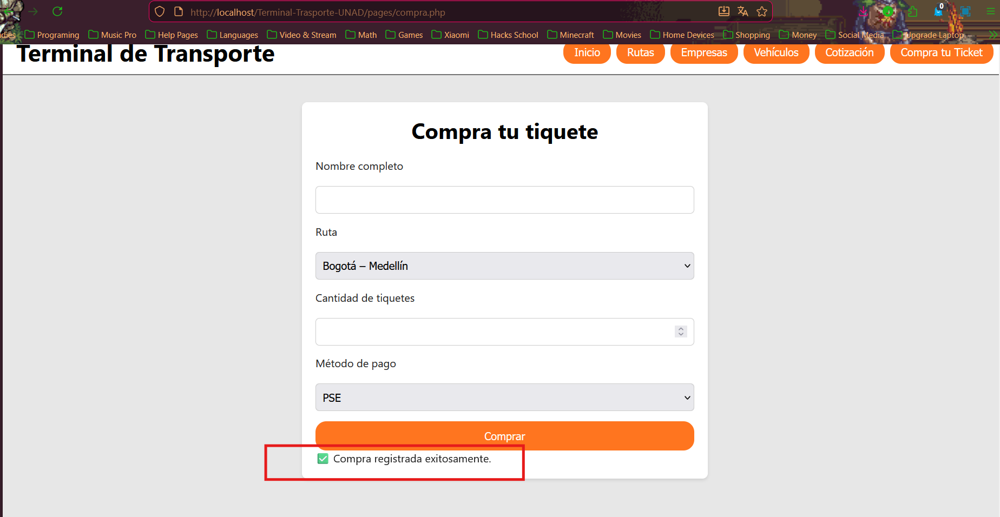 http://localhost/Terminal-Trasporte-UNAD/pages/compra.php
0
dies Programing Music Pro Help Pages Languages Video & Stream Math Games Xiaomi Hacks School Minecraft Movies Home Devices Shopping Money Social Media Upgrade Laptop
Terminal de Transporte
Inicio Rutas Empresas Vehículos Cotización Compra tu Ticket
Compra tu tiquete
Nombre completo
Ruta
Bogotá – Medellín
Cantidad de tiquetes
Método de pago
PSE
Comprar
✅ Compra registrada exitosamente.